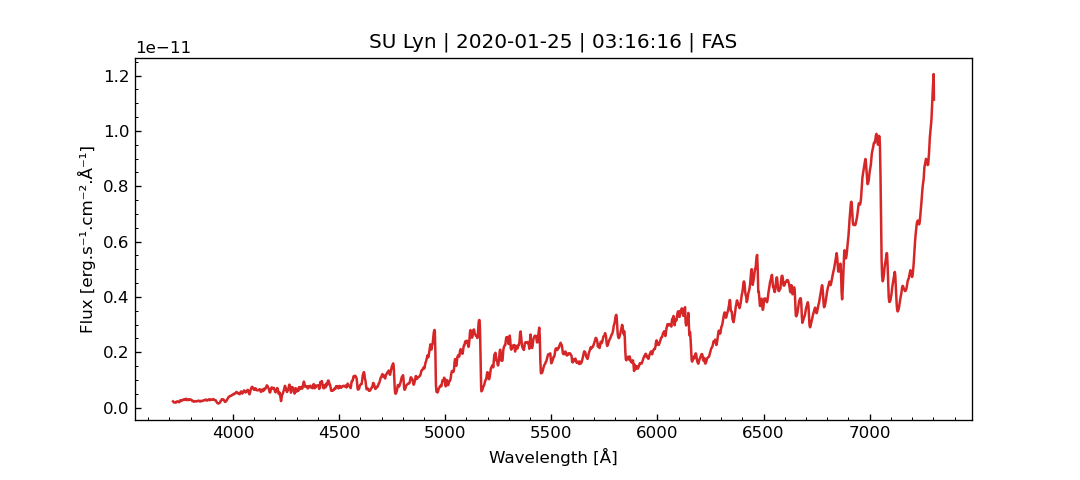 SU Lyn | 2020-01-25 | 03:16:16 | FAS
1e−11
1.2
1.0
0.8
0.6
0.4
0.2
0.0
Flux [erg.s⁻¹.cm⁻².Å⁻¹]
4000 4500 5000 5500 6000 6500 7000
Wavelength [Å]